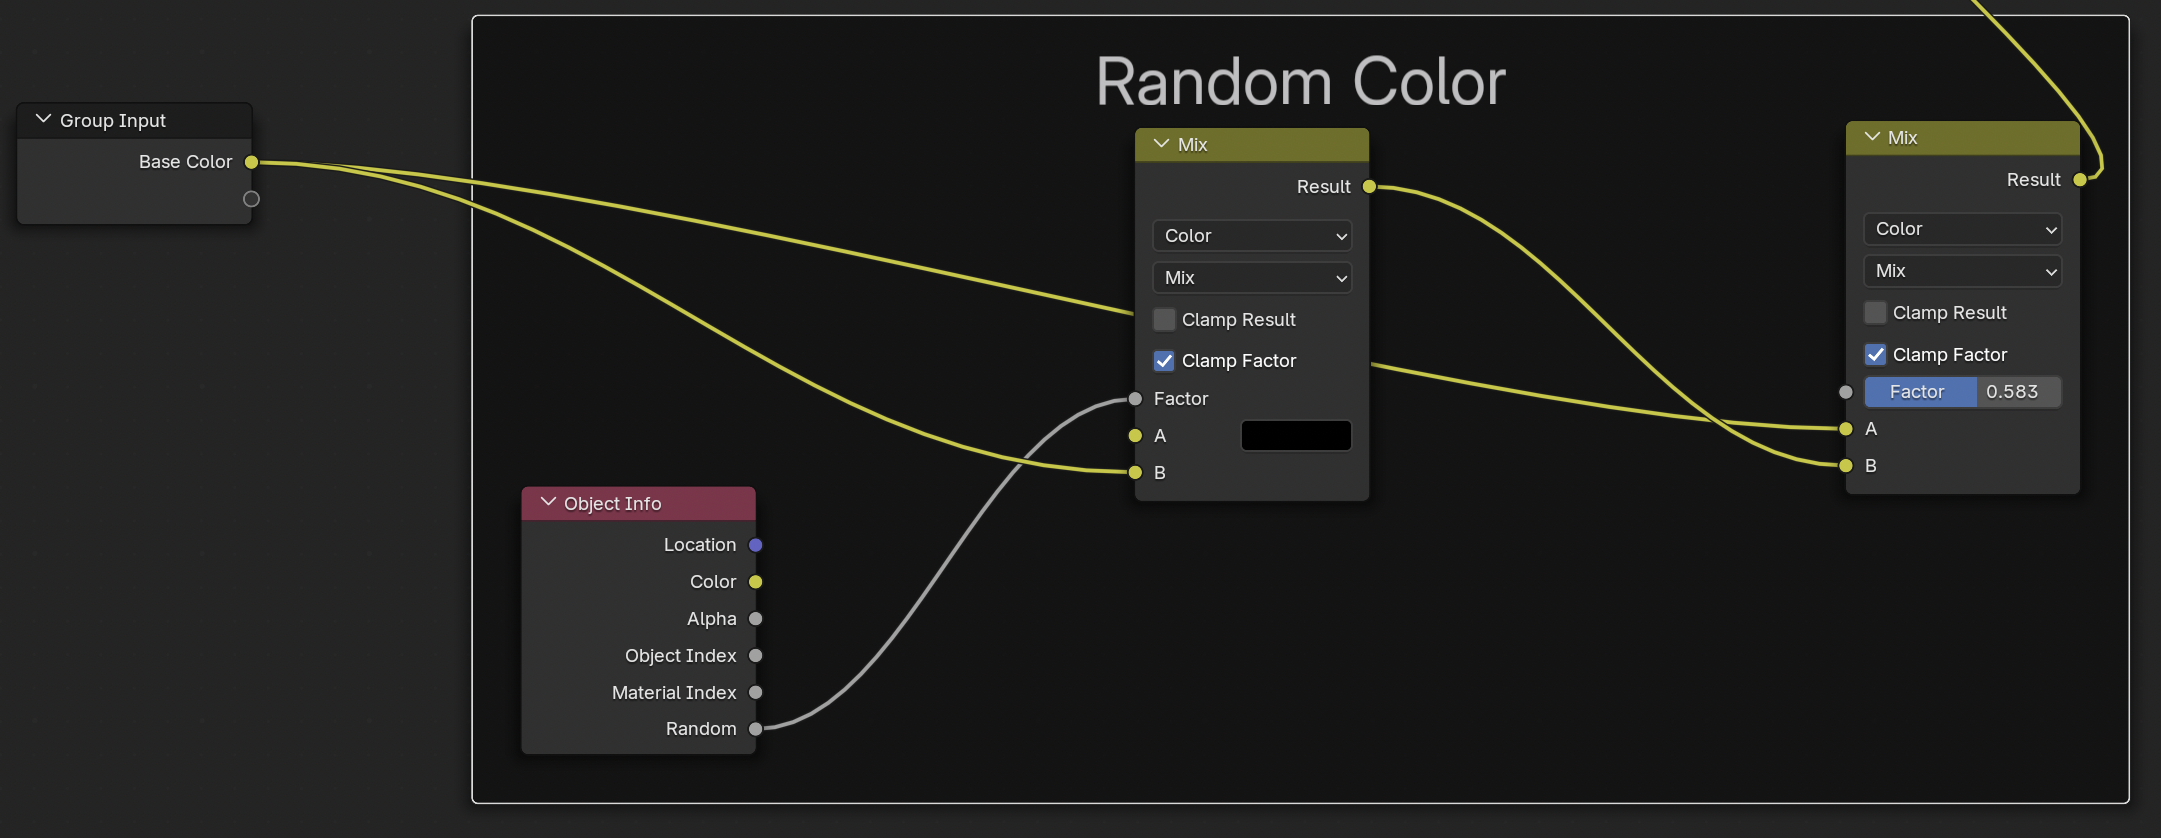 Random Color
Group Input
Base Color
Object Info
Location
Color
Alpha
Object Index
Material Index
Random
Mix
Result
Color
Mix
Clamp Result
Clamp Factor
Factor
A
B
Mix
Result
Color
Mix
Clamp Result
Clamp Factor
Factor 0.583
A
B